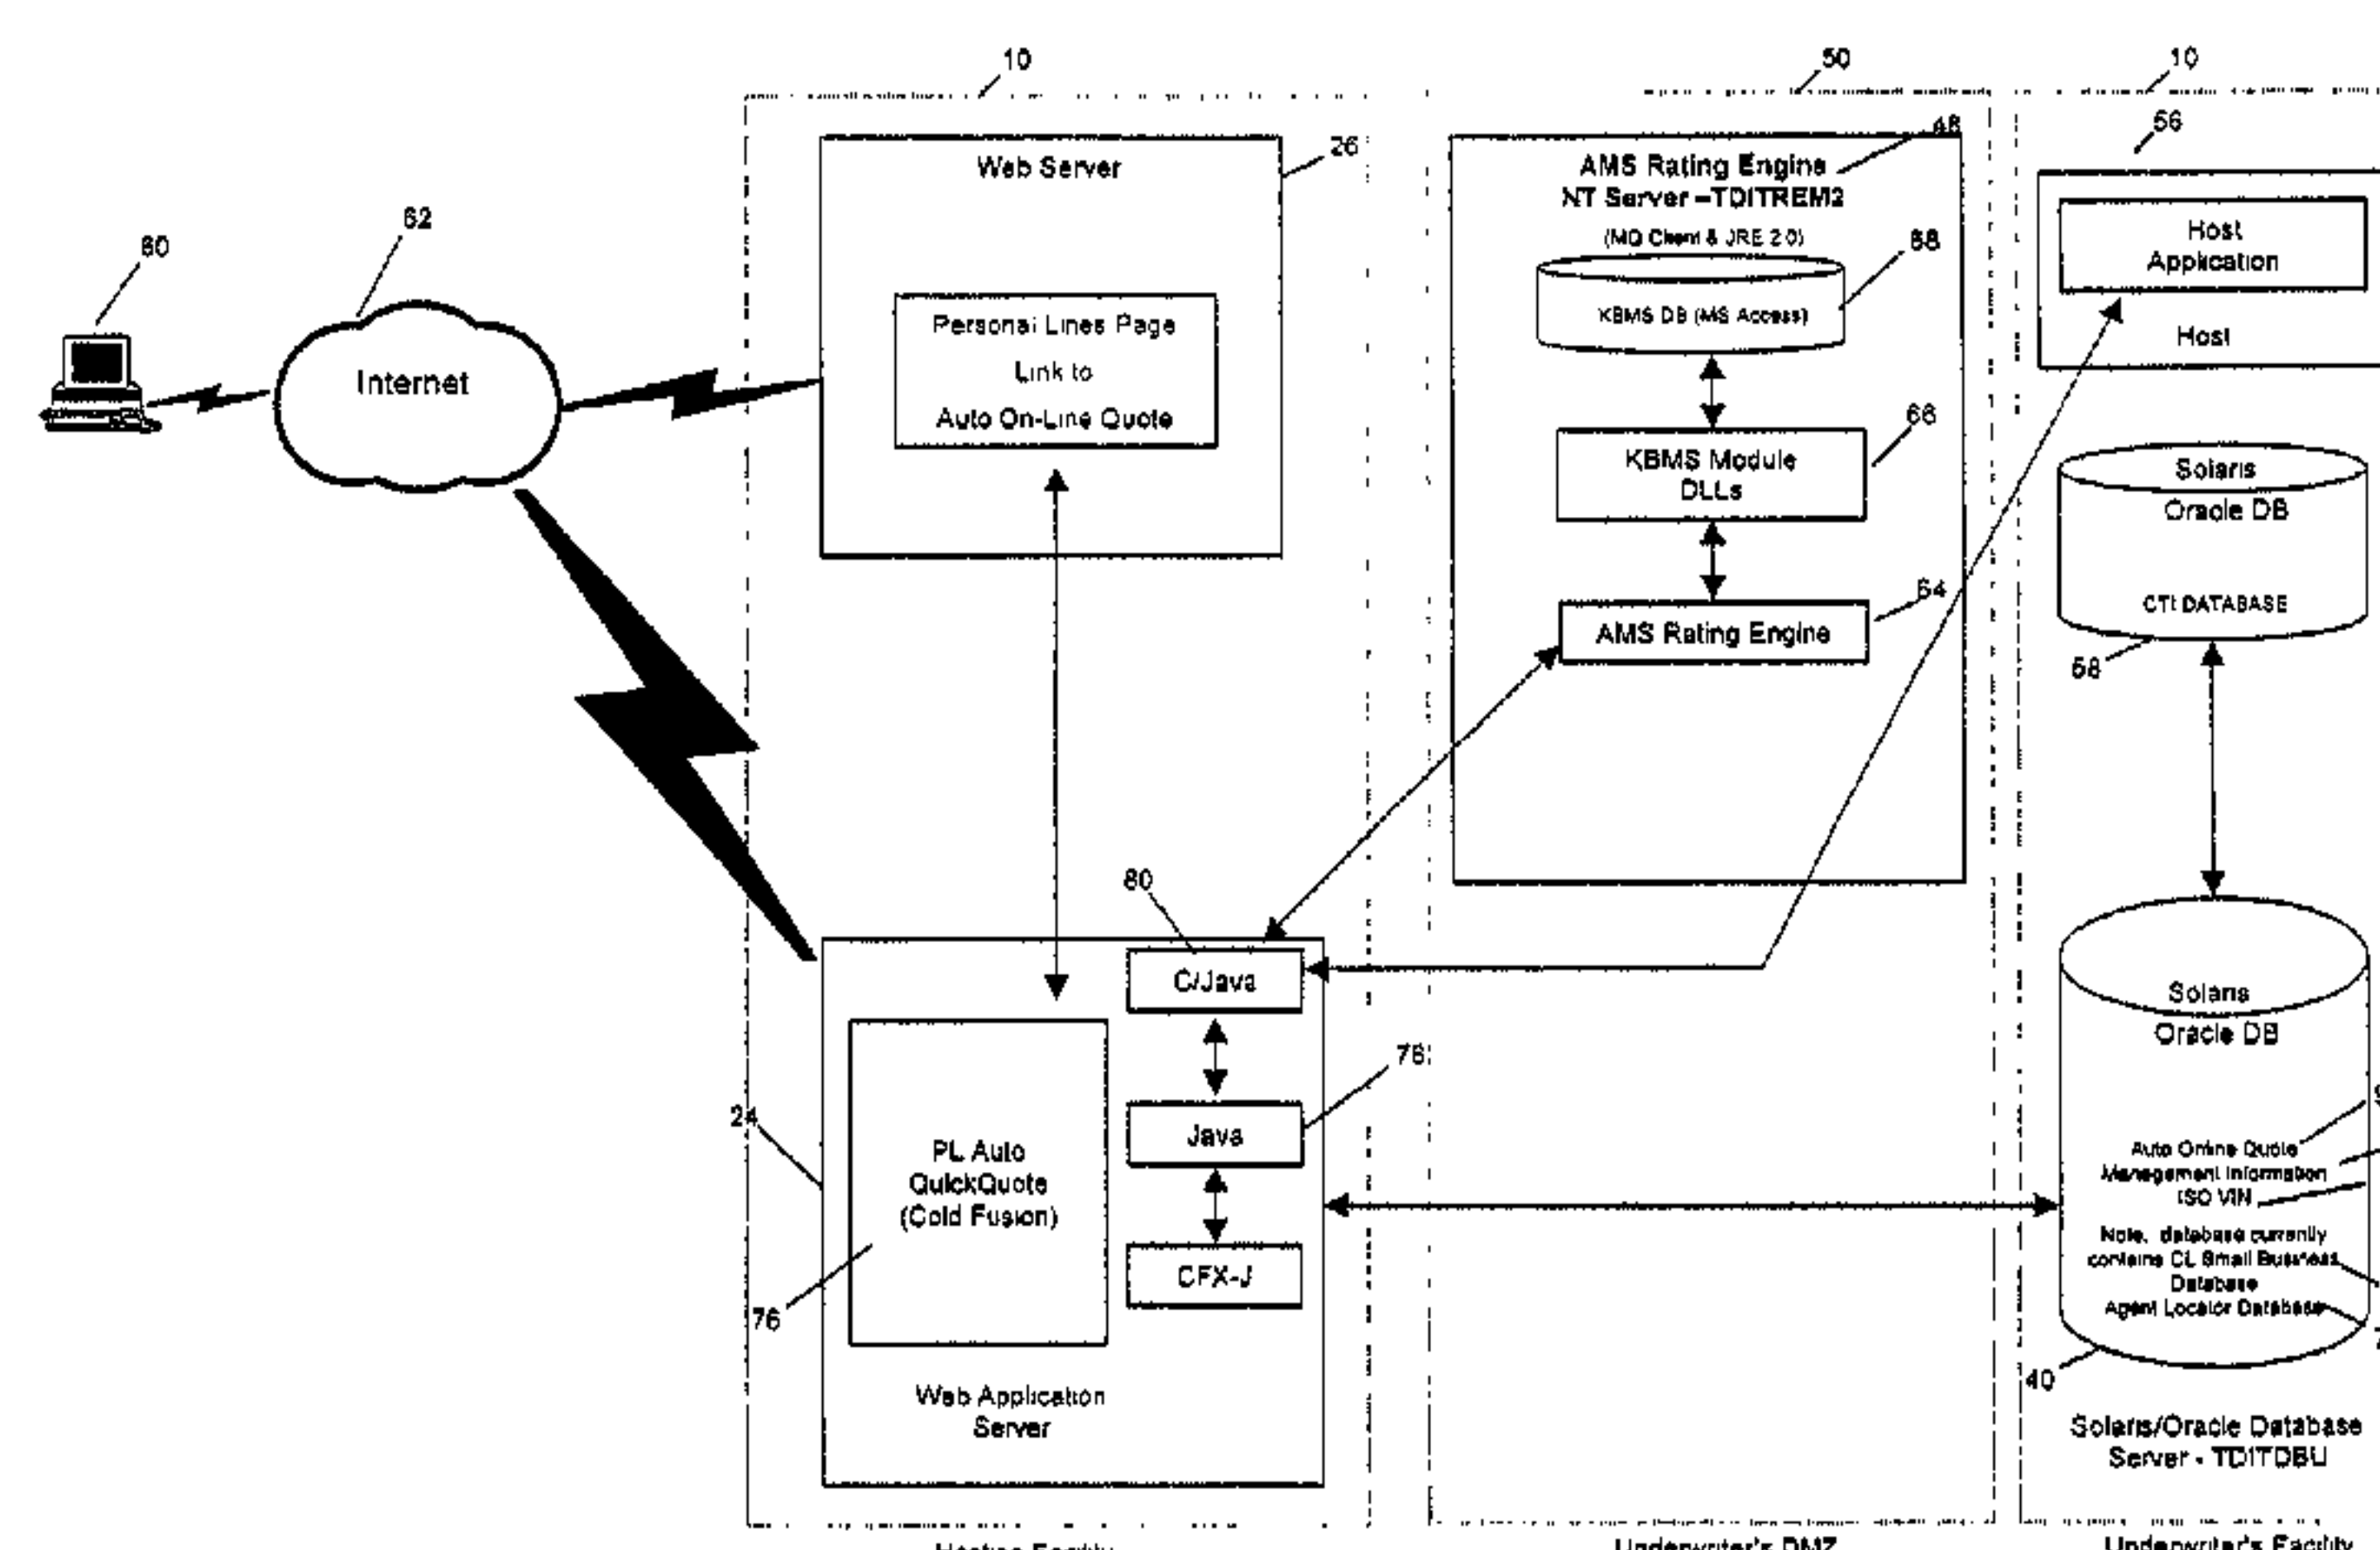 10
50
10
Web Server
26
48
AMS Rating Engine
NT Server –TDITREM2
(MQ Client & JRE 2.0)
68
KBMS DB (MS Access)
56
Host
Application
Host
60
62
Internet
Personal Lines Page
Link to
Auto On-Line Quote
66
KBMS Module
DLLs
64
AMS Rating Engine
Solaris
Oracle DB
CTI DATABASE
58
80
C/Java
78
Java
CFX-J
24
PL Auto
QuickQuote
(Cold Fusion)
76
Web Application
Server
Solaris
Oracle DB
Auto Online Quote
Management Information
ISO VIN
Note, database currently
contains CL Small Business
Database
Agent Locator Database
40
Solaris/Oracle Database
Server - TDITDBU
Hosting Facility
Underwriter's DMZ
Underwriter's Facility